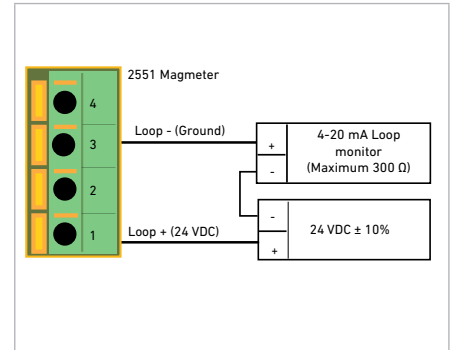 2551 Magmeter
4
Loop - (Ground)
3
+
-
4-20 mA Loop
monitor
(Maximum 300 Ω)
2
-
+
24 VDC ± 10%
Loop + (24 VDC)
1